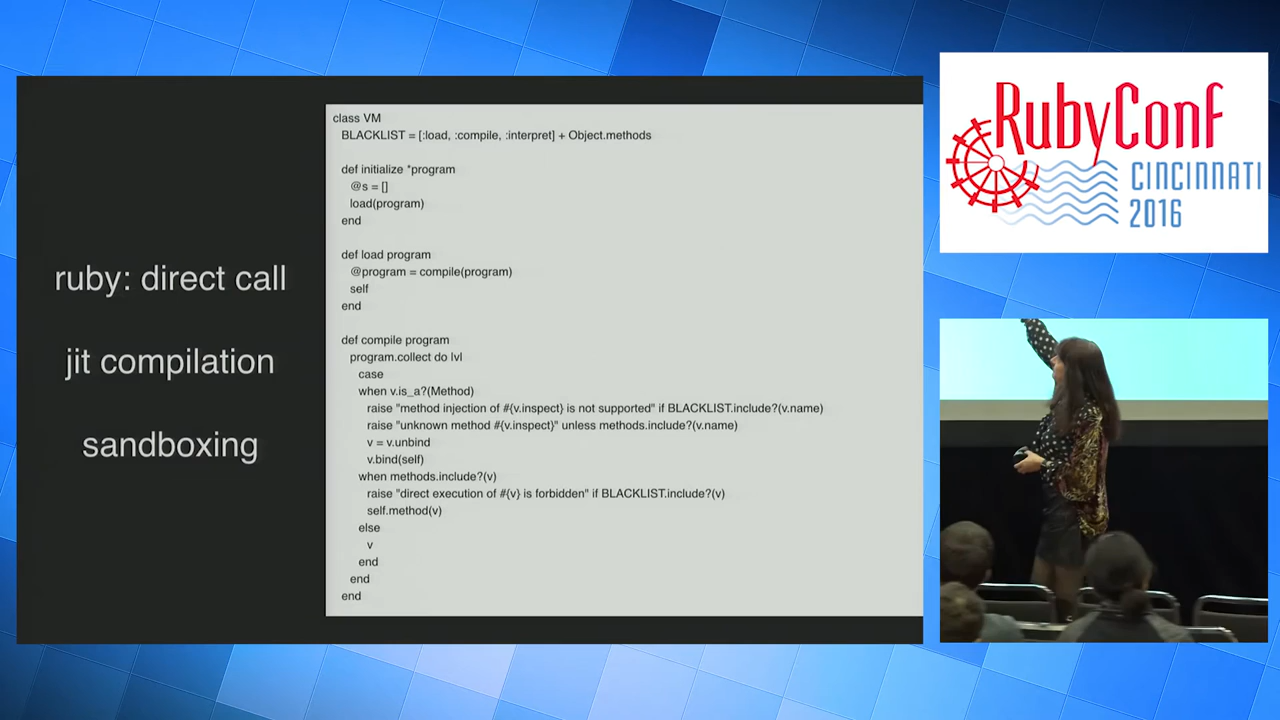 ruby: direct call
jit compilation
sandboxing
class VM
BLACKLIST = [:load, :compile, :interpret] + Object.methods
def initialize *program
@s = []
load(program)
end
def load program
@program = compile(program)
self
end
def compile program
program.collect do |v|
case
when v.is_a?(Method)
raise "method injection of #{v.inspect} is not supported" if BLACKLIST.include?(v.name)
raise "unknown method #{v.inspect}" unless methods.include?(v.name)
v = v.unbind
v.bind(self)
when methods.include?(v)
raise "direct execution of #{v} is forbidden" if BLACKLIST.include?(v)
self.method(v)
else
v
end
end
end
RubyConf
CINCINNATI
2016